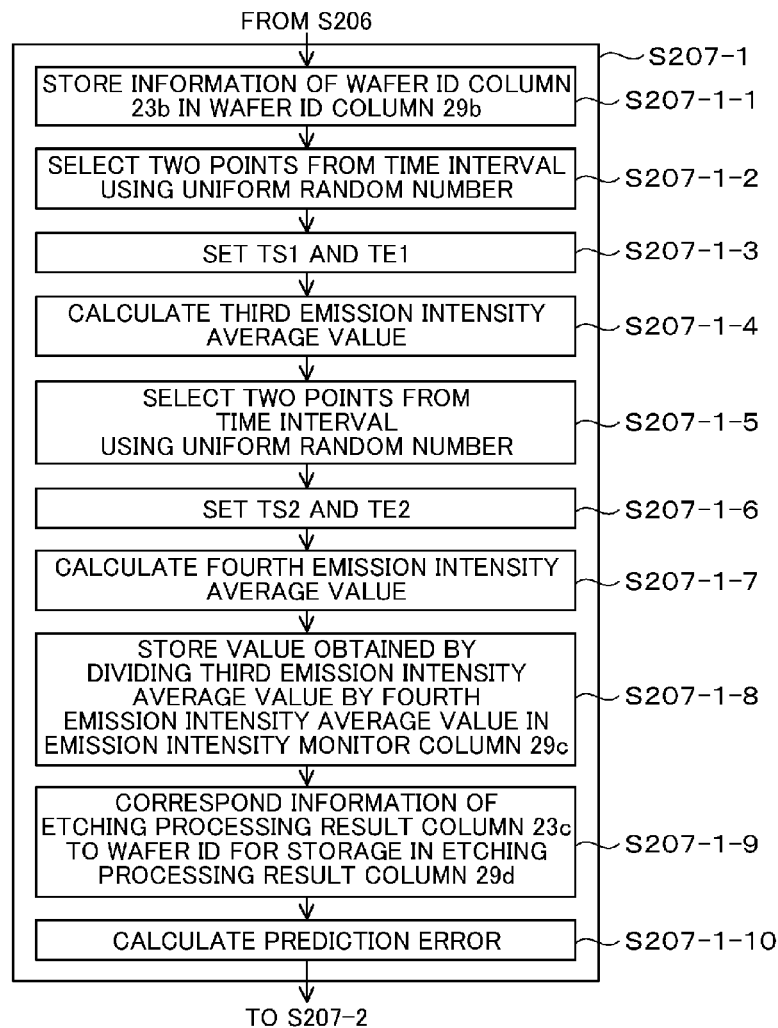 FROM S206
S207-1
STORE INFORMATION OF WAFER ID COLUMN
23b IN WAFER ID COLUMN 29b
S207-1-1
SELECT TWO POINTS FROM TIME INTERVAL
USING UNIFORM RANDOM NUMBER
S207-1-2
SET TS1 AND TE1
S207-1-3
CALCULATE THIRD EMISSION INTENSITY
AVERAGE VALUE
S207-1-4
SELECT TWO POINTS FROM
TIME INTERVAL
USING UNIFORM RANDOM NUMBER
S207-1-5
SET TS2 AND TE2
S207-1-6
CALCULATE FOURTH EMISSION INTENSITY
AVERAGE VALUE
S207-1-7
STORE VALUE OBTAINED BY
DIVIDING THIRD EMISSION INTENSITY
AVERAGE VALUE BY FOURTH
EMISSION INTENSITY AVERAGE VALUE IN
EMISSION INTENSITY MONITOR COLUMN 29c
S207-1-8
CORRESPOND INFORMATION OF
ETCHING PROCESSING RESULT COLUMN 23c
TO WAFER ID FOR STORAGE IN ETCHING
PROCESSING RESULT COLUMN 29d
S207-1-9
CALCULATE PREDICTION ERROR
S207-1-10
TO S207-2